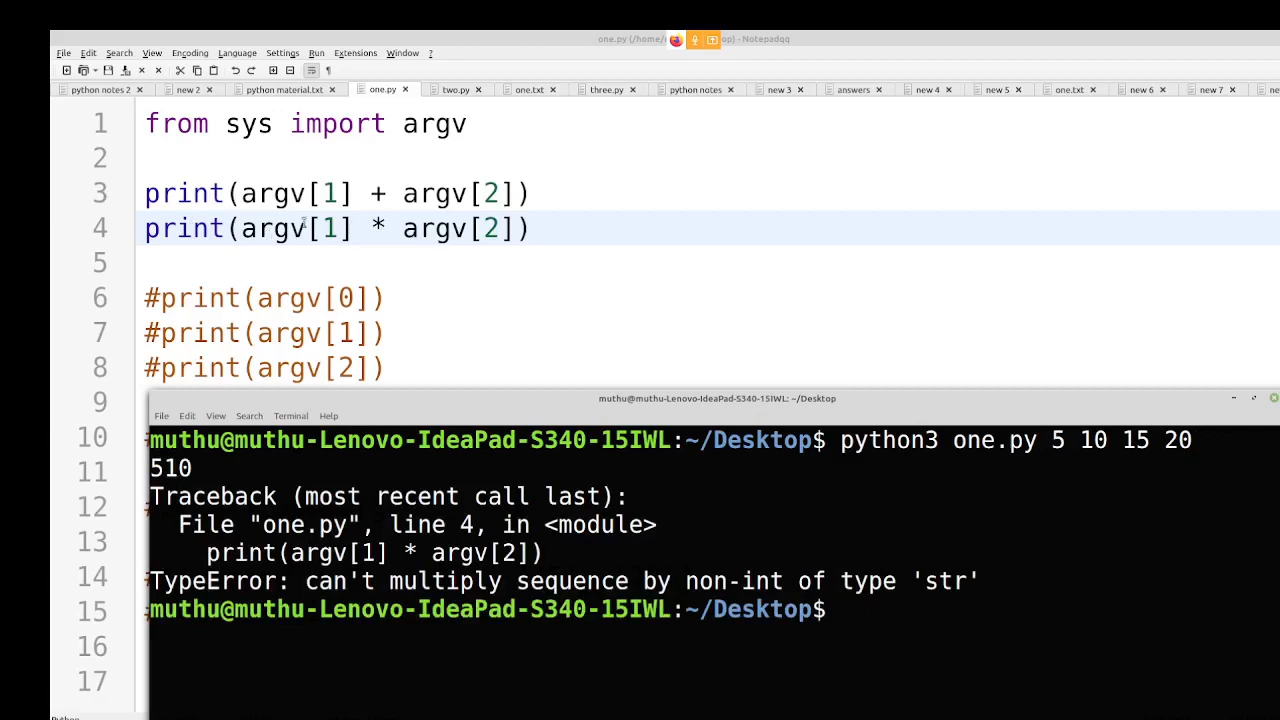 one.py (/home/ op) - Notepadqq
File Edit Search View Encoding Language Settings Run Extensions Window ?
python notes 2 new 2 python material.txt one.py two.py one.txt three.py python notes new 3 answers new 4 new 5 one.txt new 6 new 7
1 from sys import argv
2
3 print(argv[1] + argv[2])
4 print(argv[1] * argv[2])
5
6 #print(argv[0])
7 #print(argv[1])
8 #print(argv[2])
9
10
11
12
13
14
15
16
17
muthu@muthu-Lenovo-IdeaPad-S340-15IWL: ~/Desktop
File Edit View Search Terminal Help
muthu@muthu-Lenovo-IdeaPad-S340-15IWL:~/Desktop$ python3 one.py 5 10 15 20
510
Traceback (most recent call last):
File "one.py", line 4, in <module>
print(argv[1] * argv[2])
TypeError: can't multiply sequence by non-int of type 'str'
muthu@muthu-Lenovo-IdeaPad-S340-15IWL:~/Desktop$
Python